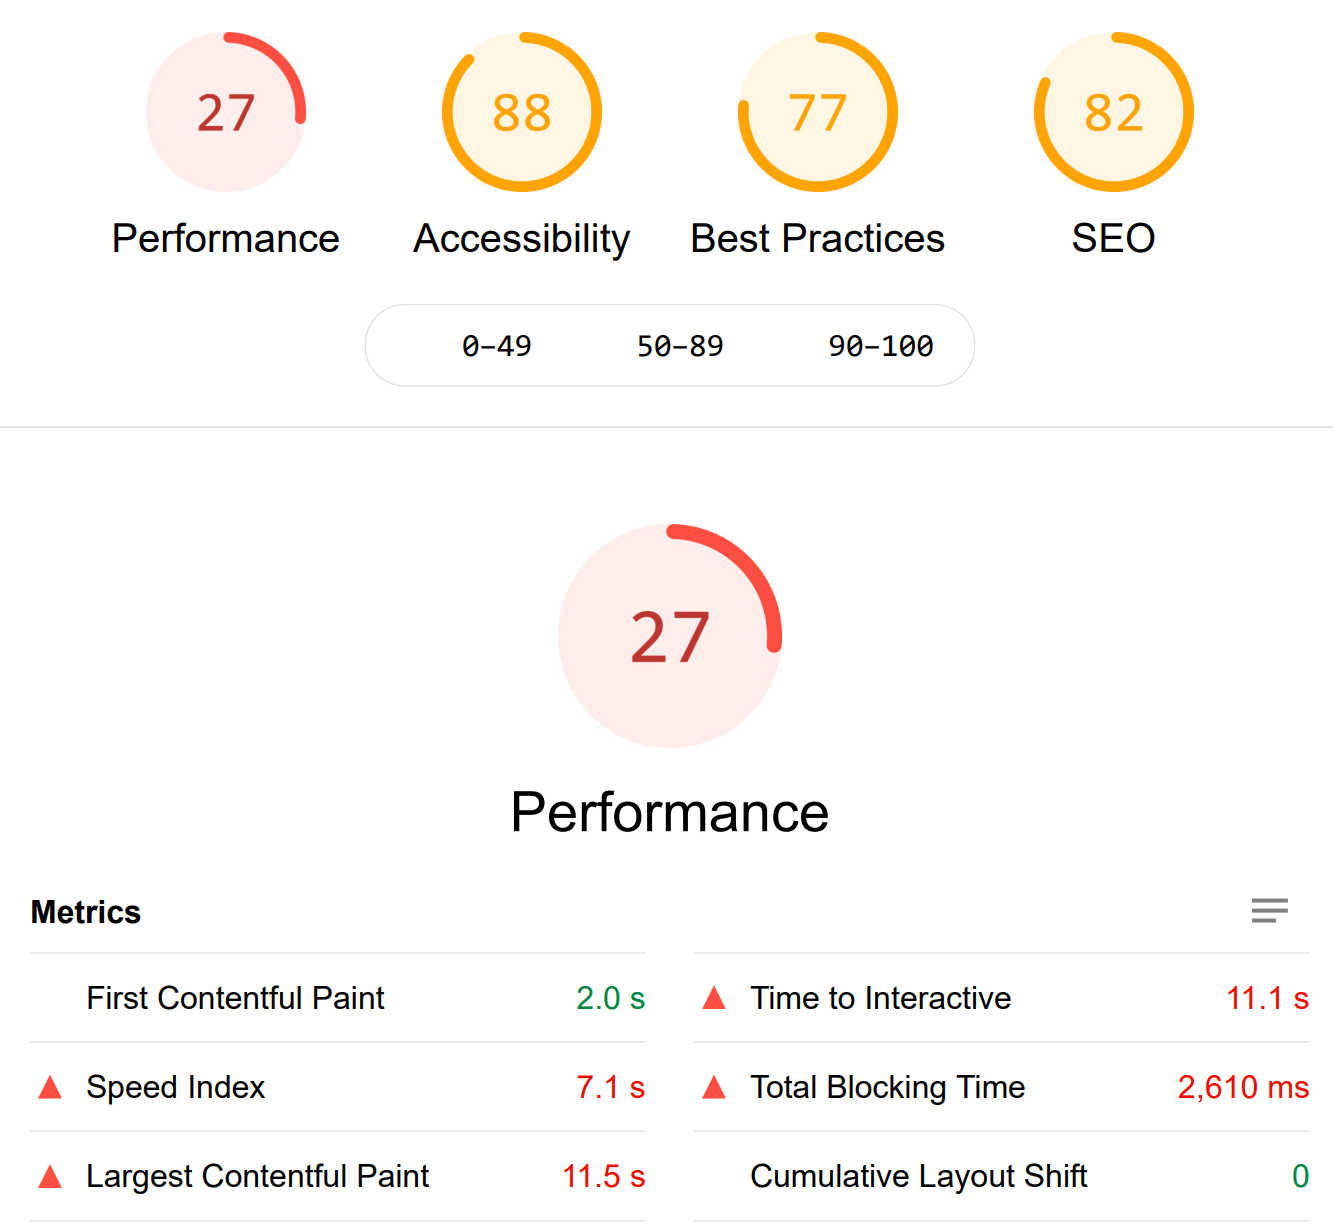 27 88 77 82
Performance Accessibility Best Practices SEO
0–49 50–89 90–100
27
Performance
Metrics
First Contentful Paint 2.0 s
Time to Interactive 11.1 s
Speed Index 7.1 s
Total Blocking Time 2,610 ms
Largest Contentful Paint 11.5 s
Cumulative Layout Shift 0